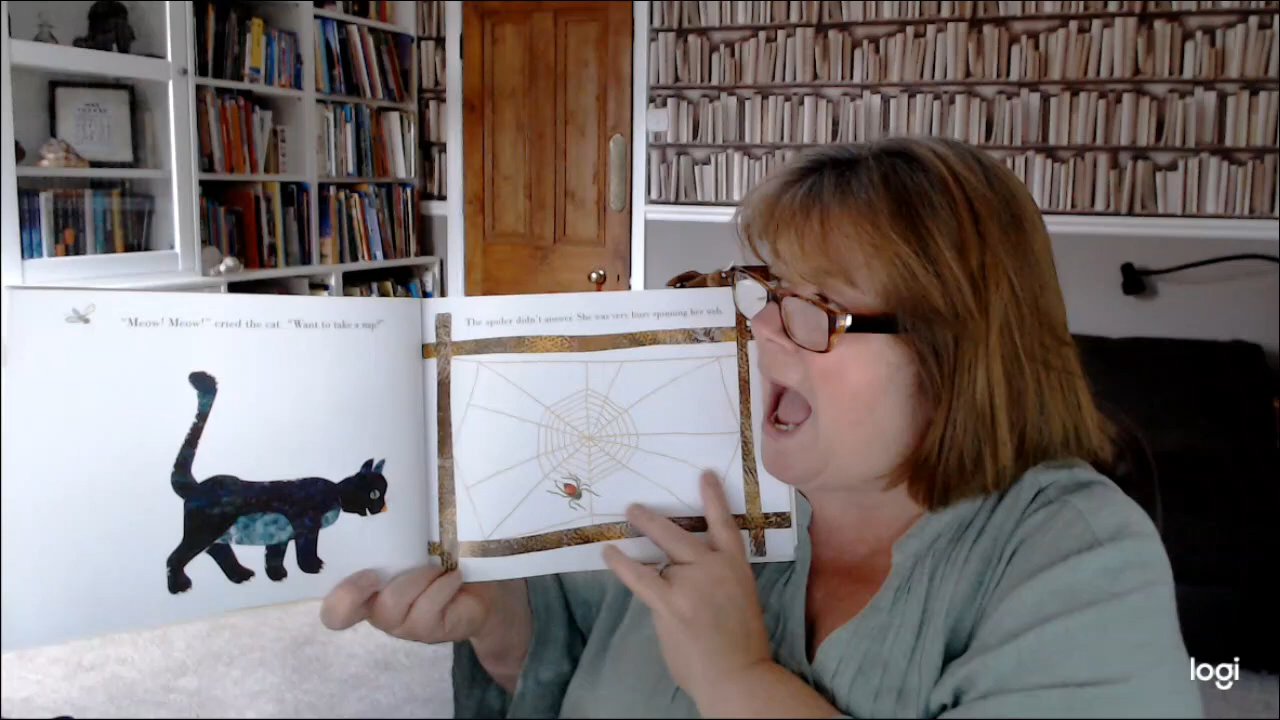 "Meow! Meow!" cried the cat. "Want to take a nap?"
The spider didn't answer. She was very busy spinning her web.
logi